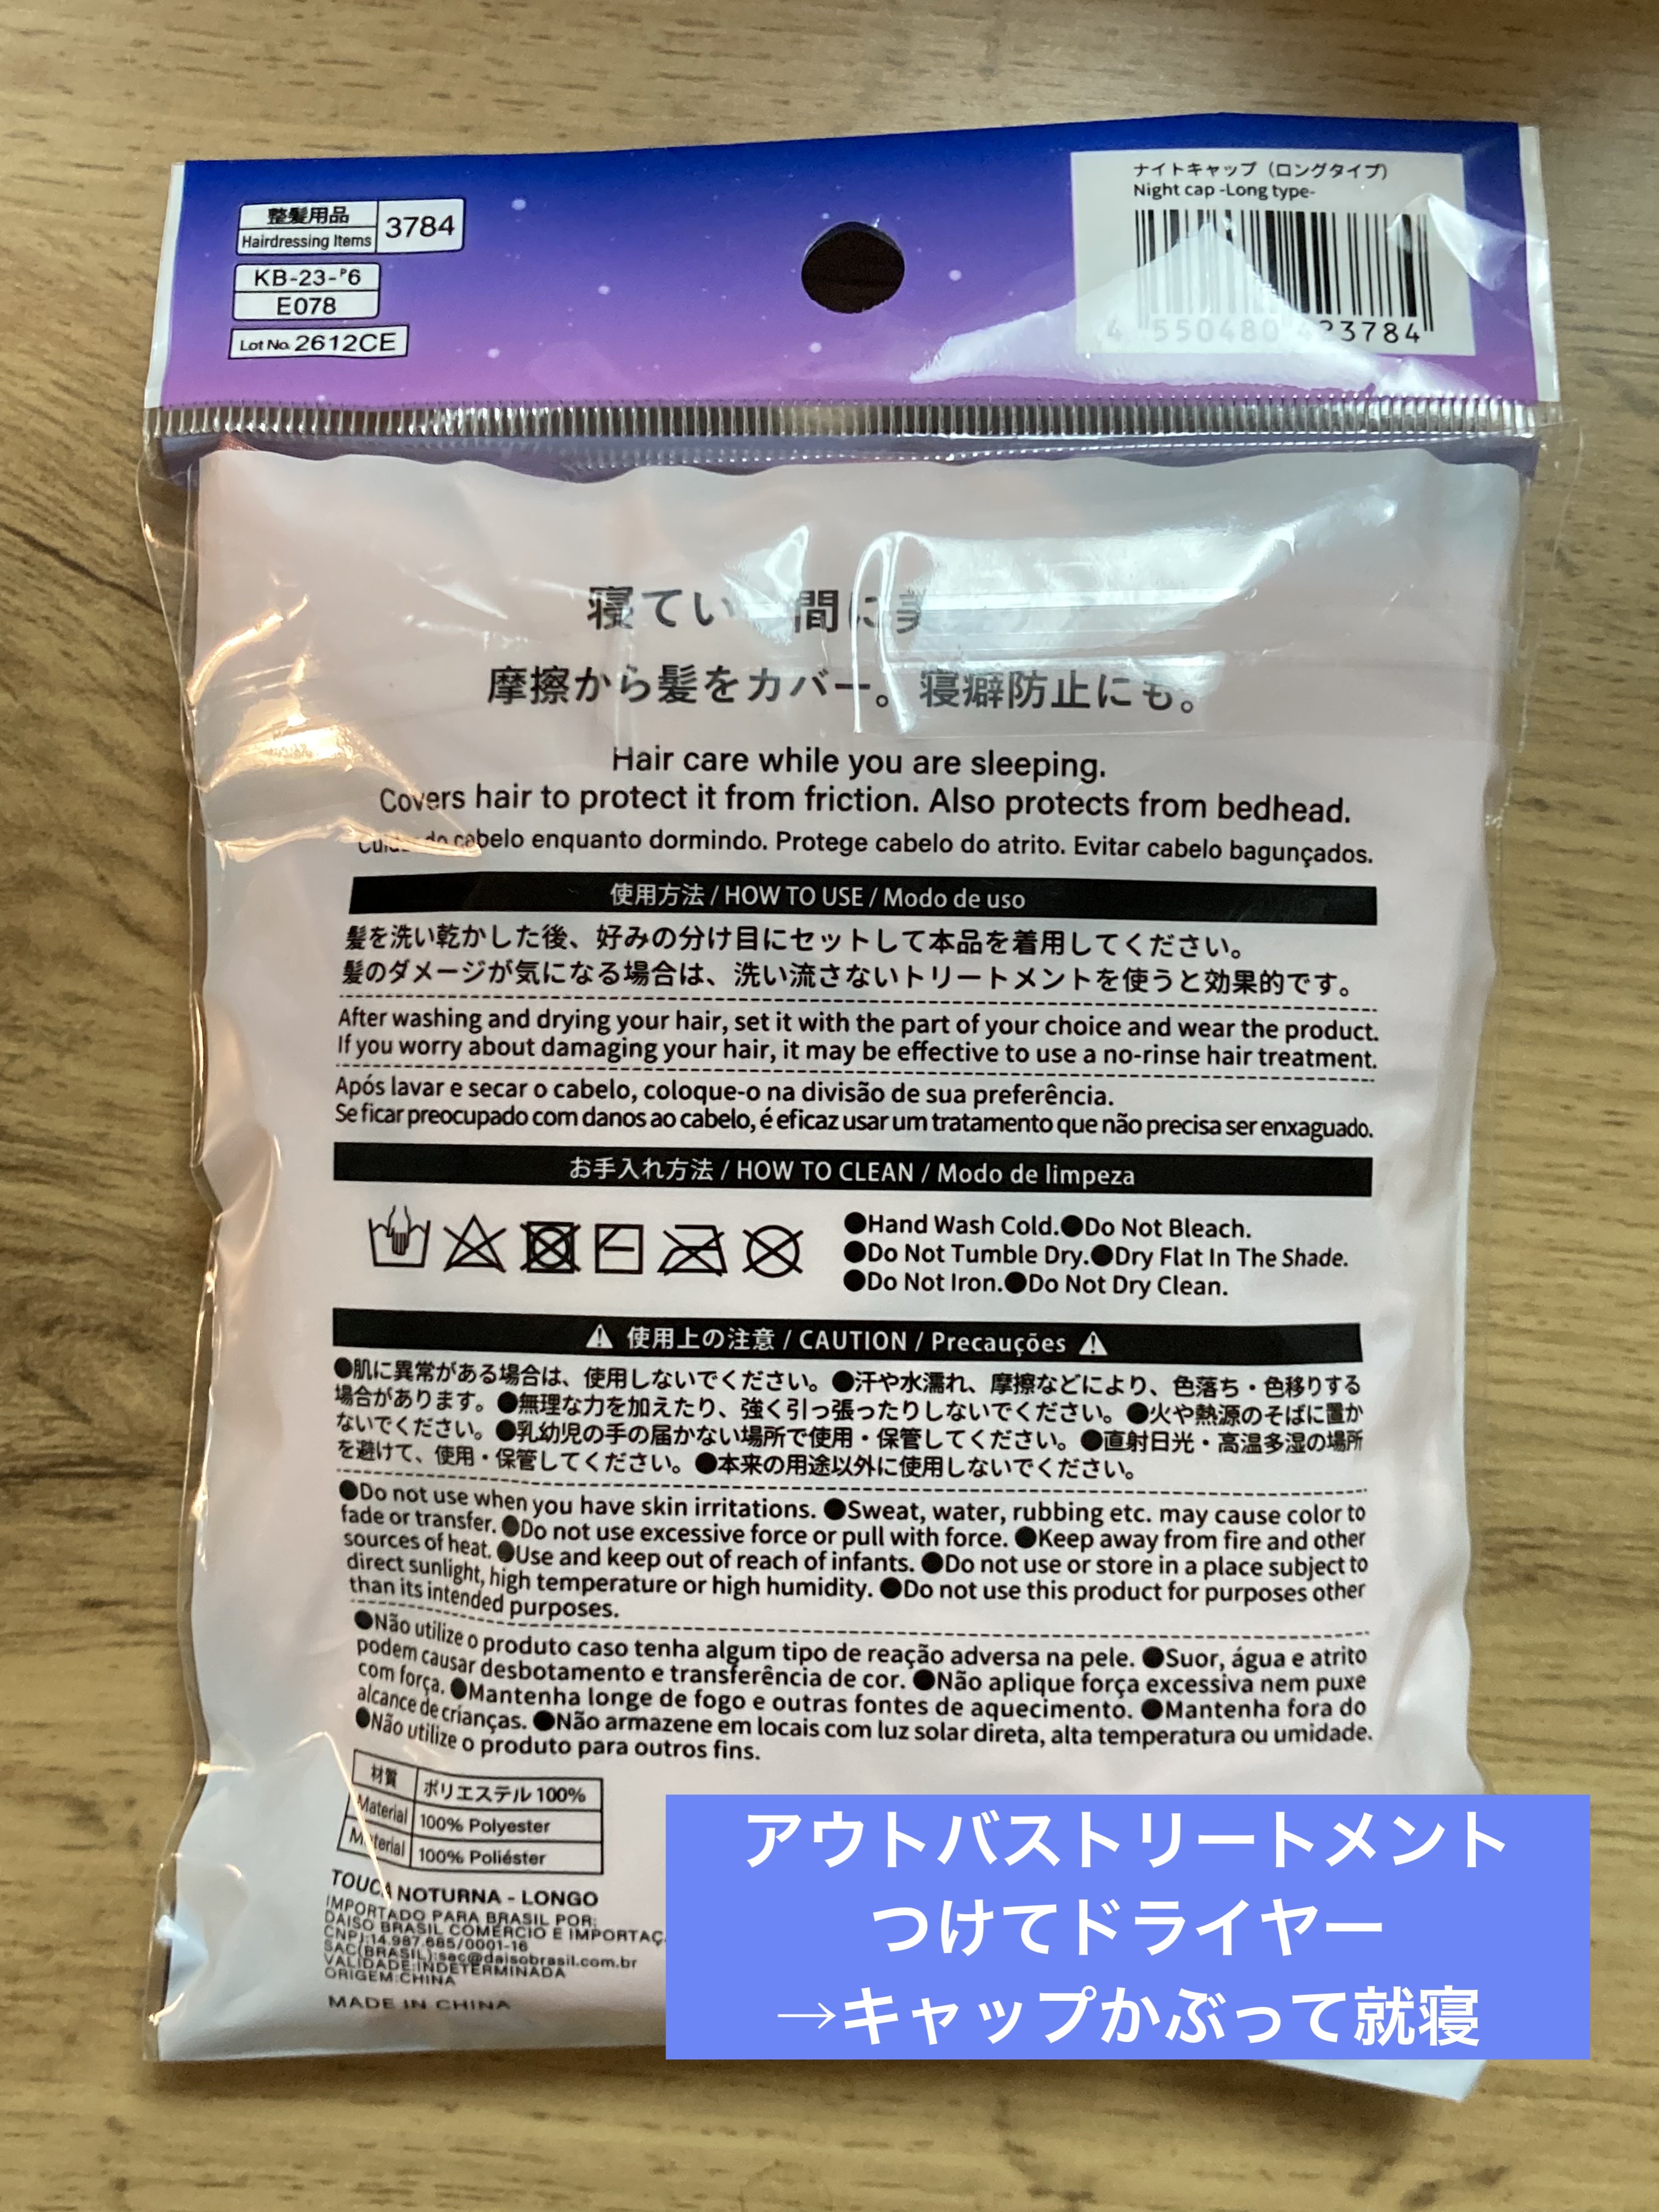 整髪用品
Hairdressing Items
3784
KB-23-P6
E078
Lot No. 2612CE
ナイトキャップ（ロングタイプ）
Night cap -Long type-
4 550480 423784
寝てい 間に美
摩擦から髪をカバー。寝癖防止にも。
Hair care while you are sleeping.
Covers hair to protect it from friction. Also protects from bedhead.
cabelo enquanto dormindo. Protege cabelo do atrito. Evitar cabelo bagunçados.
使用方法 / HOW TO USE / Modo de uso
髪を洗い乾かした後、好みの分け目にセットして本品を着用してください。
髪のダメージが気になる場合は、洗い流さないトリートメントを使うと効果的です。
After washing and drying your hair, set it with the part of your choice and wear the product.
If you worry about damaging your hair, it may be effective to use a no-rinse hair treatment.
Após lavar e secar o cabelo, coloque-o na divisão de sua preferência.
Se ficar preocupado com danos ao cabelo, é eficaz usar um tratamento que não precisa ser enxaguado.
お手入れ方法 / HOW TO CLEAN / Modo de limpeza
●Hand Wash Cold.●Do Not Bleach.
●Do Not Tumble Dry.●Dry Flat In The Shade.
●Do Not Iron.●Do Not Dry Clean.
⚠ 使用上の注意 / CAUTION / Precauções ⚠
●肌に異常がある場合は、使用しないでください。●汗や水濡れ、摩擦などにより、色落ち・色移りする
場合があります。●無理な力を加えたり、強く引っ張ったりしないでください。●火や熱源のそばに置か
ないでください。●乳幼児の手の届かない場所で使用・保管してください。●直射日光・高温多湿の場所
を避けて、使用・保管してください。●本来の用途以外に使用しないでください。
●Do not use when you have skin irritations. ●Sweat, water, rubbing etc. may cause color to
fade or transfer. ●Do not use excessive force or pull with force. ●Keep away from fire and other
sources of heat. ●Use and keep out of reach of infants. ●Do not use or store in a place subject to
direct sunlight, high temperature or high humidity. ●Do not use this product for purposes other
than its intended purposes.
●Não utilize o produto caso tenha algum tipo de reação adversa na pele. ●Suor, água e atrito
podem causar desbotamento e transferência de cor. ●Não aplique força excessiva nem puxe
com força. ●Mantenha longe de fogo e outras fontes de aquecimento. ●Mantenha fora do
alcance de crianças. ●Não armazene em locais com luz solar direta, alta temperatura ou umidade.
●Não utilize o produto para outros fins.
材質 ポリエステル 100%
Material 100% Polyester
Material 100% Poliéster
TOUCA NOTURNA - LONGO
IMPORTADO PARA BRASIL POR:
DAISO BRASIL COMÉRCIO E IMPORTAÇ
CNPJ:14.987.685/0001-16
SAC(BRASIL):sac@daisobrasil.com.br
VALIDADE:INDETERMINADA
ORIGEM:CHINA
MADE IN CHINA
アウトバストリートメント
つけてドライヤー
→キャップかぶって就寝